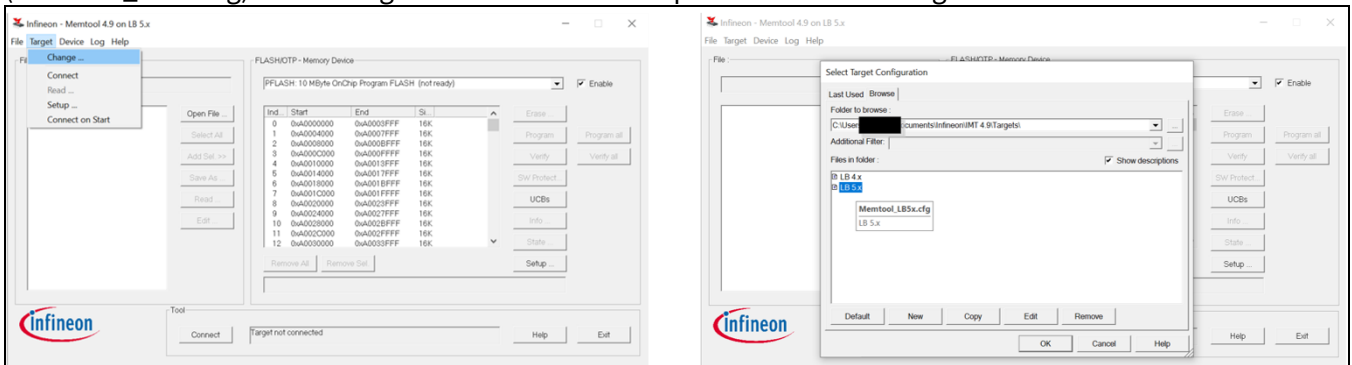 Infineon - Memtool 4.9 on LB 5.x
File Target Device Log Help
Change ...
Connect
Read ...
Setup ...
Connect on Start
FLASH/OTP - Memory Device
PFLASH: 10 MByte OnChip Program FLASH (not ready)
Enable
Open File ...
Select All
Add Sel. >>
Save As ...
Read ...
Edit ...
Ind... Start End Si...
0 0xA0000000 0xA0003FFF 16K
1 0xA0004000 0xA0007FFF 16K
2 0xA0008000 0xA000BFFF 16K
3 0xA000C000 0xA000FFFF 16K
4 0xA0010000 0xA0013FFF 16K
5 0xA0014000 0xA0017FFF 16K
6 0xA0018000 0xA001BFFF 16K
7 0xA001C000 0xA001FFFF 16K
8 0xA0020000 0xA0023FFF 16K
9 0xA0024000 0xA0027FFF 16K
10 0xA0028000 0xA002BFFF 16K
11 0xA002C000 0xA002FFFF 16K
12 0xA0030000 0xA0033FFF 16K
Remove All Remove Sel.
Erase ...
Program Program all
Verify Verify all
SW Protect...
UCBs
Info ...
State ...
Setup ...
infineon
Tool
Connect
Target not connected
Help
Exit
Infineon - Memtool 4.9 on LB 5.x
File Target Device Log Help
File :
FLASH/OTP - Memory Device
Select Target Configuration
Last Used Browse
Folder to browse :
C:\User cuments\Infineon\IMT 4.9\Targets\
Additional Filter:
Files in folder :
Show descriptions
LB 4.x
LB 5.x
Memtool_LB5x.cfg
LB 5.x
Default New Copy Edit Remove
OK Cancel Help
Enable
Erase ...
Program Program all
Verify Verify all
SW Protect...
UCBs
Info ...
State ...
Setup ...
infineon
Help
Exit